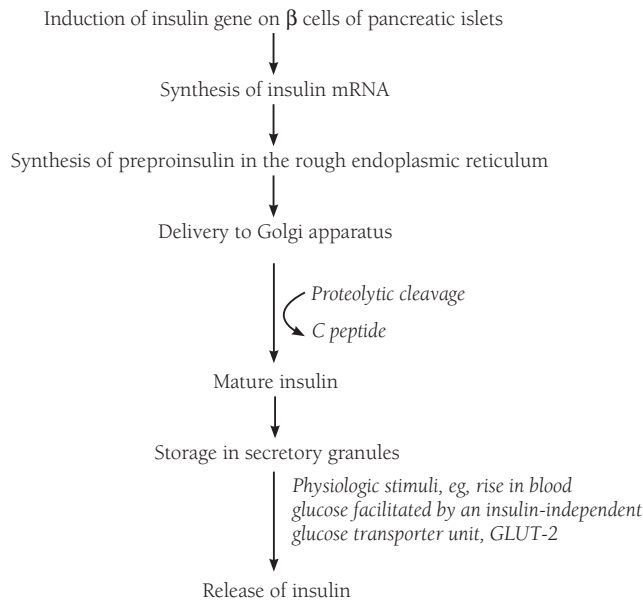 Induction of insulin gene on β cells of pancreatic islets
Synthesis of insulin mRNA
Synthesis of preproinsulin in the rough endoplasmic reticulum
Delivery to Golgi apparatus
Proteolytic cleavage
C peptide
Mature insulin
Storage in secretory granules
Physiologic stimuli, eg, rise in blood
glucose facilitated by an insulin-independent
glucose transporter unit, GLUT-2
Release of insulin